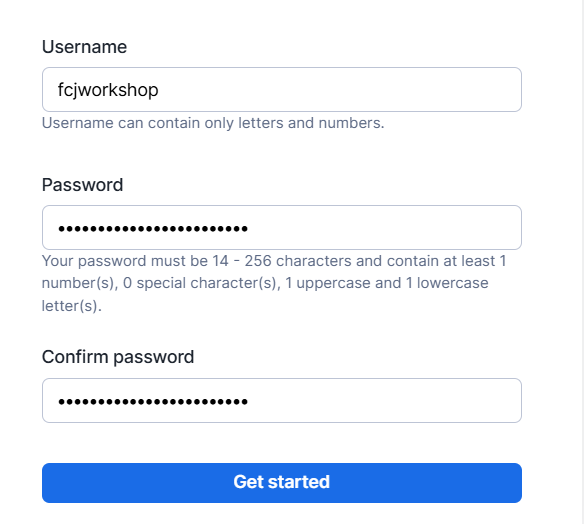 Username
fcjworkshop
Username can contain only letters and numbers.
Password
••••••••••••••••••••••••
Your password must be 14 - 256 characters and contain at least 1
number(s), 0 special character(s), 1 uppercase and 1 lowercase
letter(s).
Confirm password
••••••••••••••••••••••••
Get started